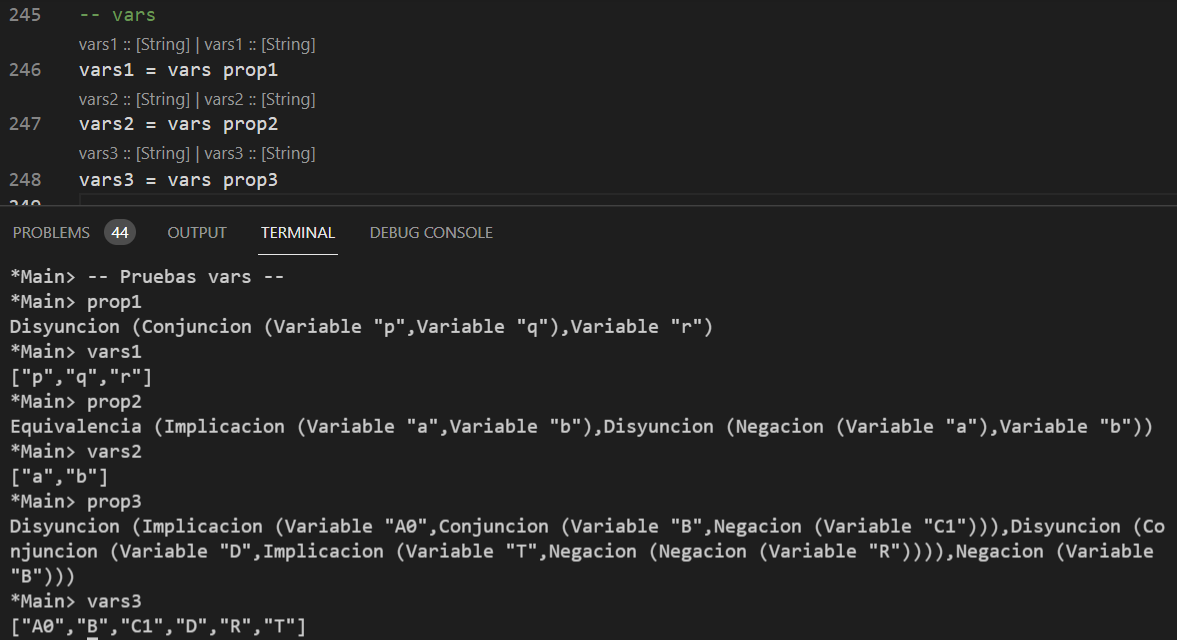 245 -- vars
vars1 :: [String] | vars1 :: [String]
246 vars1 = vars prop1
vars2 :: [String] | vars2 :: [String]
247 vars2 = vars prop2
vars3 :: [String] | vars3 :: [String]
248 vars3 = vars prop3
249
PROBLEMS 44 OUTPUT TERMINAL DEBUG CONSOLE
*Main> -- Pruebas vars --
*Main> prop1
Disyuncion (Conjuncion (Variable "p",Variable "q"),Variable "r")
*Main> vars1
["p","q","r"]
*Main> prop2
Equivalencia (Implicacion (Variable "a",Variable "b"),Disyuncion (Negacion (Variable "a"),Variable "b"))
*Main> vars2
["a","b"]
*Main> prop3
Disyuncion (Implicacion (Variable "A0",Conjuncion (Variable "B",Negacion (Variable "C1"))),Disyuncion (Co
njuncion (Variable "D",Implicacion (Variable "T",Negacion (Negacion (Variable "R")))),Negacion (Variable
"B")))
*Main> vars3
["A0","B","C1","D","R","T"]